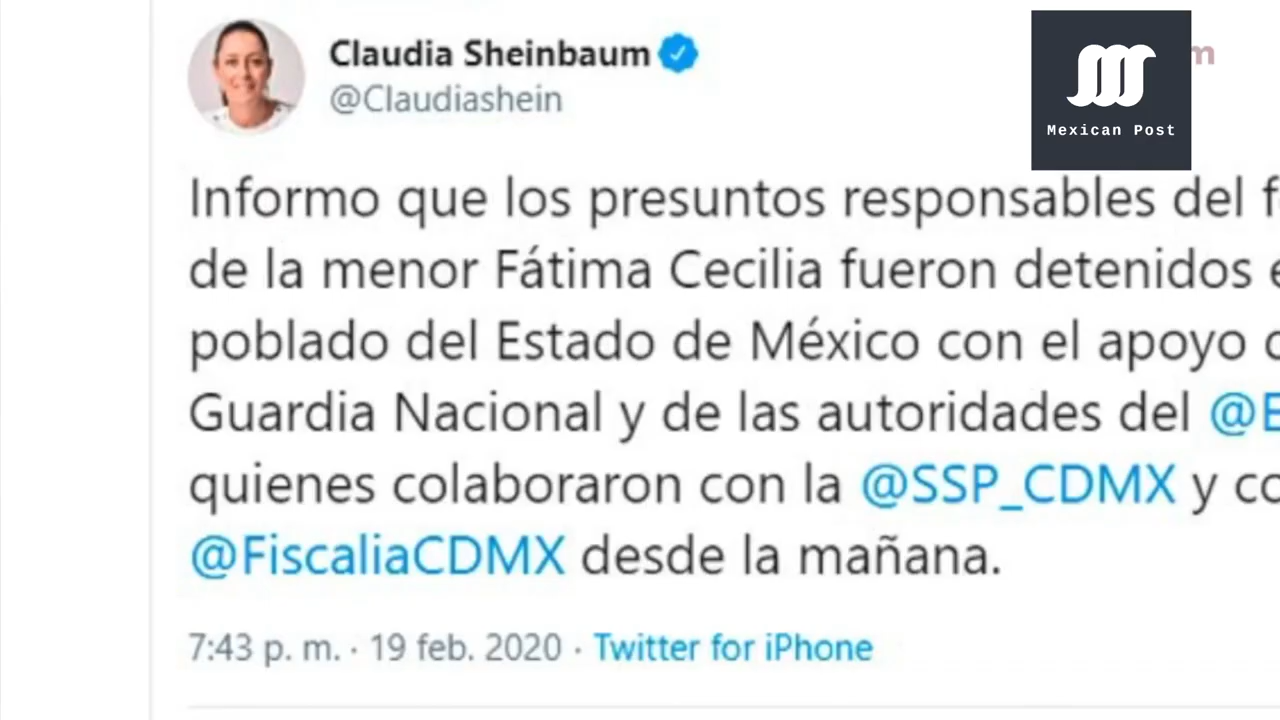 Claudia Sheinbaum
@Claudiashein
Mexican Post
Informo que los presuntos responsables del
de la menor Fátima Cecilia fueron detenidos
poblado del Estado de México con el apoyo
Guardia Nacional y de las autoridades del
quienes colaboraron con la @SSP_CDMX y
@FiscaliaCDMX desde la mañana.
7:43 p. m. · 19 feb. 2020 · Twitter for iPhone